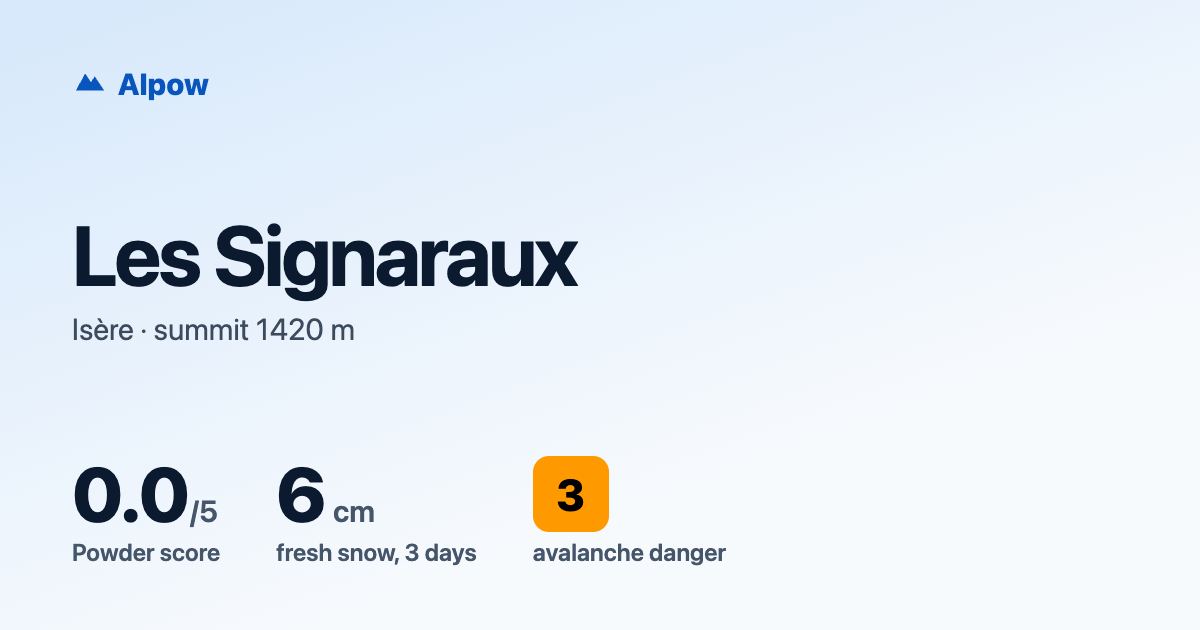 Alpow
Les Signaraux
Isère · summit 1420 m
0.0/5
Powder score
6 cm
fresh snow, 3 days
3
avalanche danger